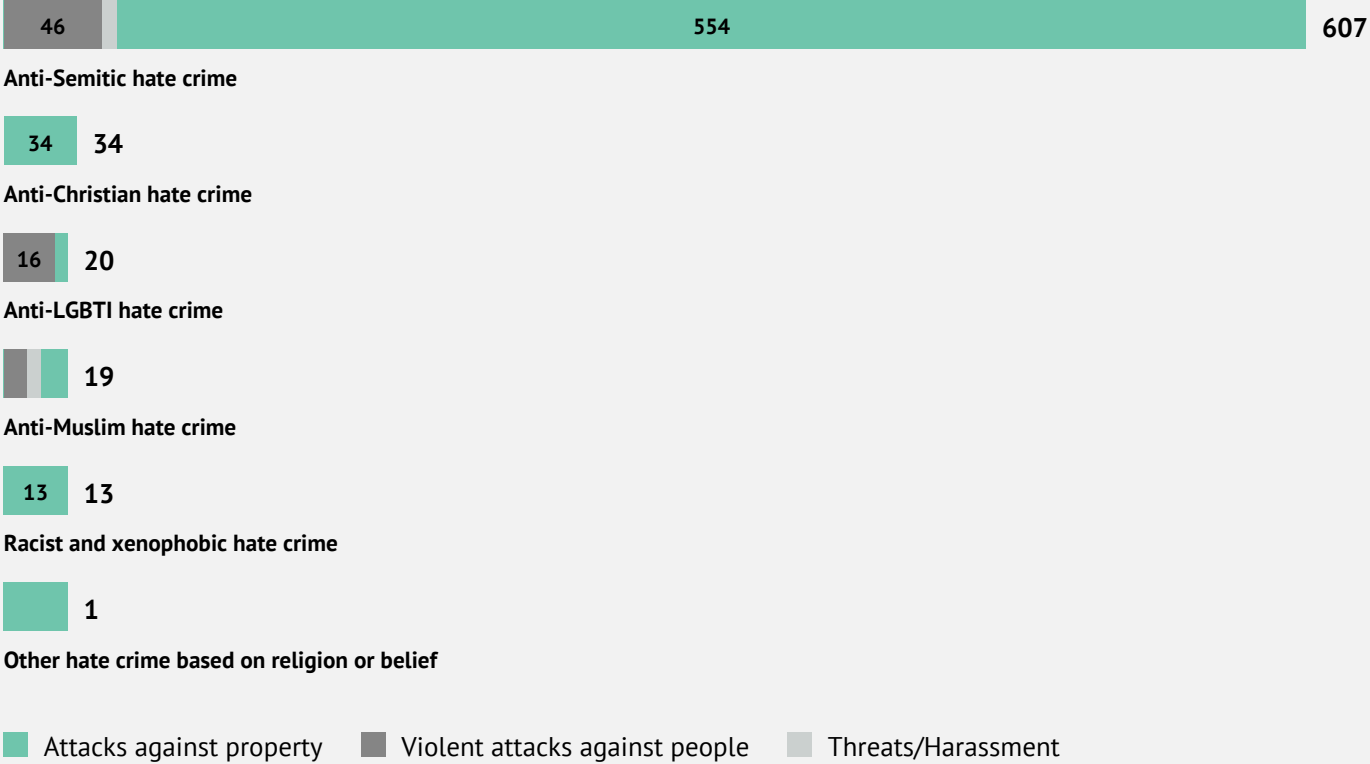 46 554 607
Anti-Semitic hate crime
34 34
Anti-Christian hate crime
16 20
Anti-LGBTI hate crime
19
Anti-Muslim hate crime
13 13
Racist and xenophobic hate crime
1
Other hate crime based on religion or belief
Attacks against property Violent attacks against people Threats/Harassment